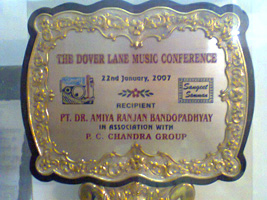 THE DOVER LANE MUSIC CONFERENCE
22nd January, 2007
Sangeet
Samman
RECIPIENT
PT. DR. AMIYA RANJAN BANDOPADHYAY
IN ASSOCIATION WITH
P. C. CHANDRA GROUP